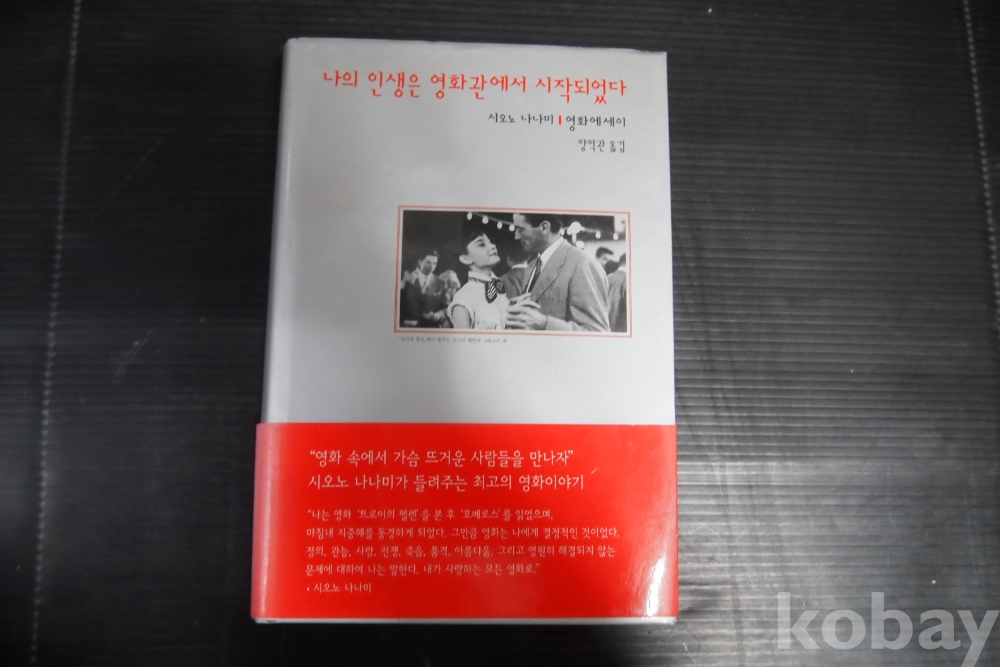 나의 인생은 영화관에서 시작되었다
시오노 나나미 | 영화에세이
양억관 옮김
"영화 속에서 가슴 뜨거운 사람들을 만나자"
시오노 나나미가 들려주는 최고의 영화이야기
"나는 영화 '트로이의 헬렌'을 본 후 '호메로스'를 읽었으며,
마침내 지중해를 동경하게 되었다. 그만큼 영화는 나에게 결정적인 것이었다.
정의, 관능, 사랑, 전쟁, 죽음, 품격, 아름다움, 그리고 영원히 해결되지 않는
문제에 대하여 나는 말한다. 내가 사랑하는 모든 영화로."
• 시오노 나나미
kobay